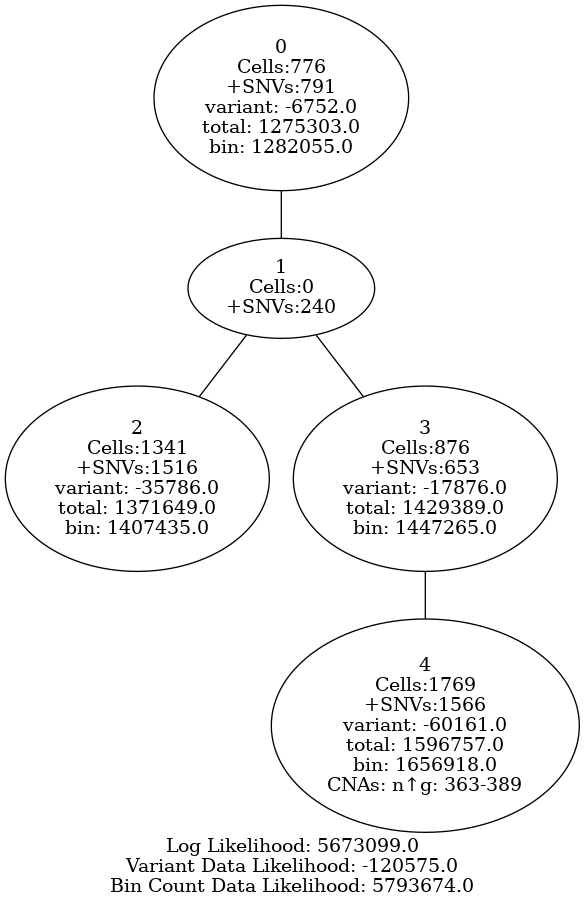 0
Cells:776
+SNVs:791
variant: -6752.0
total: 1275303.0
bin: 1282055.0
1
Cells:0
+SNVs:240
2
Cells:1341
+SNVs:1516
variant: -35786.0
total: 1371649.0
bin: 1407435.0
3
Cells:876
+SNVs:653
variant: -17876.0
total: 1429389.0
bin: 1447265.0
4
Cells:1769
+SNVs:1566
variant: -60161.0
total: 1596757.0
bin: 1656918.0
CNAs: n↑g: 363-389
Log Likelihood: 5673099.0
Variant Data Likelihood: -120575.0
Bin Count Data Likelihood: 5793674.0